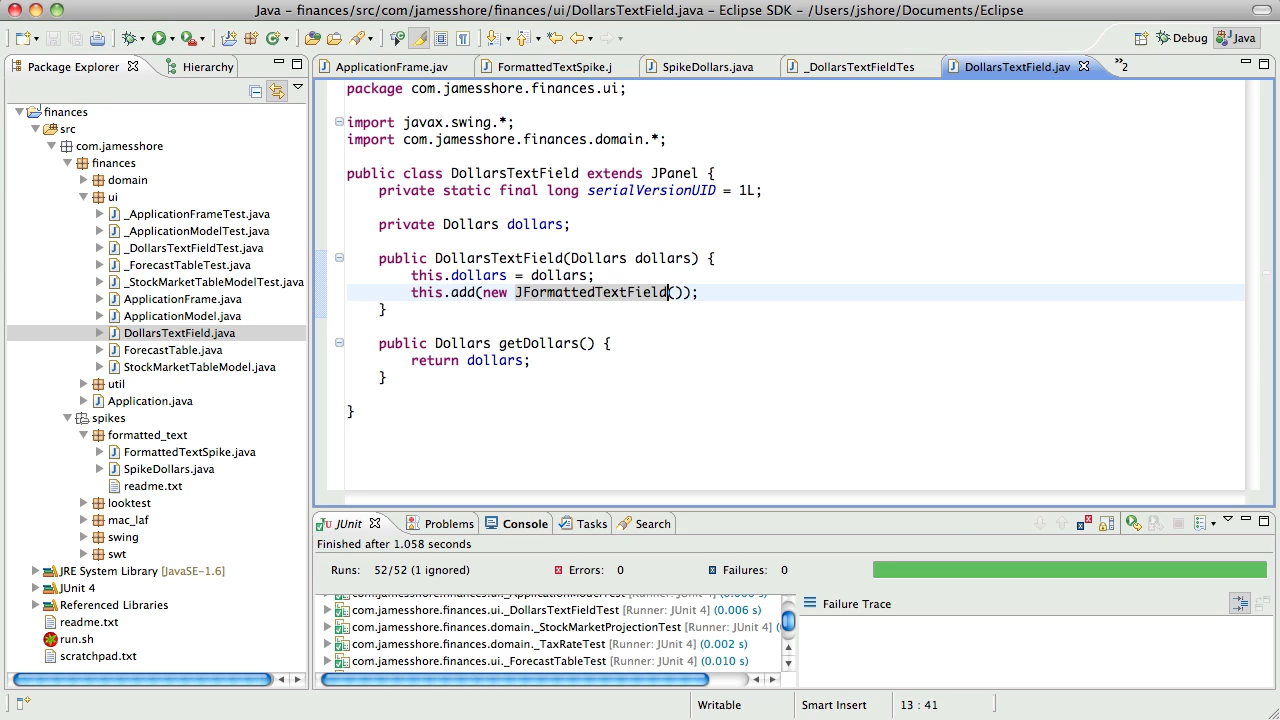 Java – finances/src/com/jamesshore/finances/ui/DollarsTextField.java – Eclipse SDK – /Users/jshore/Documents/Eclipse
Debug
Java
Package Explorer
Hierarchy
ApplicationFrame.jav
FormattedTextSpike.j
SpikeDollars.java
_DollarsTextFieldTes
DollarsTextField.jav
»2
finances
src
com.jamesshore
finances
domain
ui
_ApplicationFrameTest.java
_ApplicationModelTest.java
_DollarsTextFieldTest.java
_ForecastTableTest.java
_StockMarketTableModelTest.java
ApplicationFrame.java
ApplicationModel.java
DollarsTextField.java
ForecastTable.java
StockMarketTableModel.java
util
Application.java
spikes
formatted_text
FormattedTextSpike.java
SpikeDollars.java
readme.txt
looktest
mac_laf
swing
swt
JRE System Library [JavaSE-1.6]
JUnit 4
Referenced Libraries
readme.txt
run.sh
scratchpad.txt
package com.jamesshore.finances.ui;
import javax.swing.*;
import com.jamesshore.finances.domain.*;
public class DollarsTextField extends JPanel {
private static final long serialVersionUID = 1L;
private Dollars dollars;
public DollarsTextField(Dollars dollars) {
this.dollars = dollars;
this.add(new JFormattedTextField());
}
public Dollars getDollars() {
return dollars;
}
}
JUnit
Problems
Console
Tasks
Search
Finished after 1.058 seconds
Runs: 52/52 (1 ignored)
Errors: 0
Failures: 0
com.jamesshore.finances.ui._DollarsTextFieldTest [Runner: JUnit 4] (0.006 s)
com.jamesshore.finances.domain._StockMarketProjectionTest [Runner: JUnit 4] (
com.jamesshore.finances.domain._TaxRateTest [Runner: JUnit 4] (0.002 s)
com.jamesshore.finances.ui._ForecastTableTest [Runner: JUnit 4] (0.010 s)
Failure Trace
Writable
Smart Insert
13 : 41